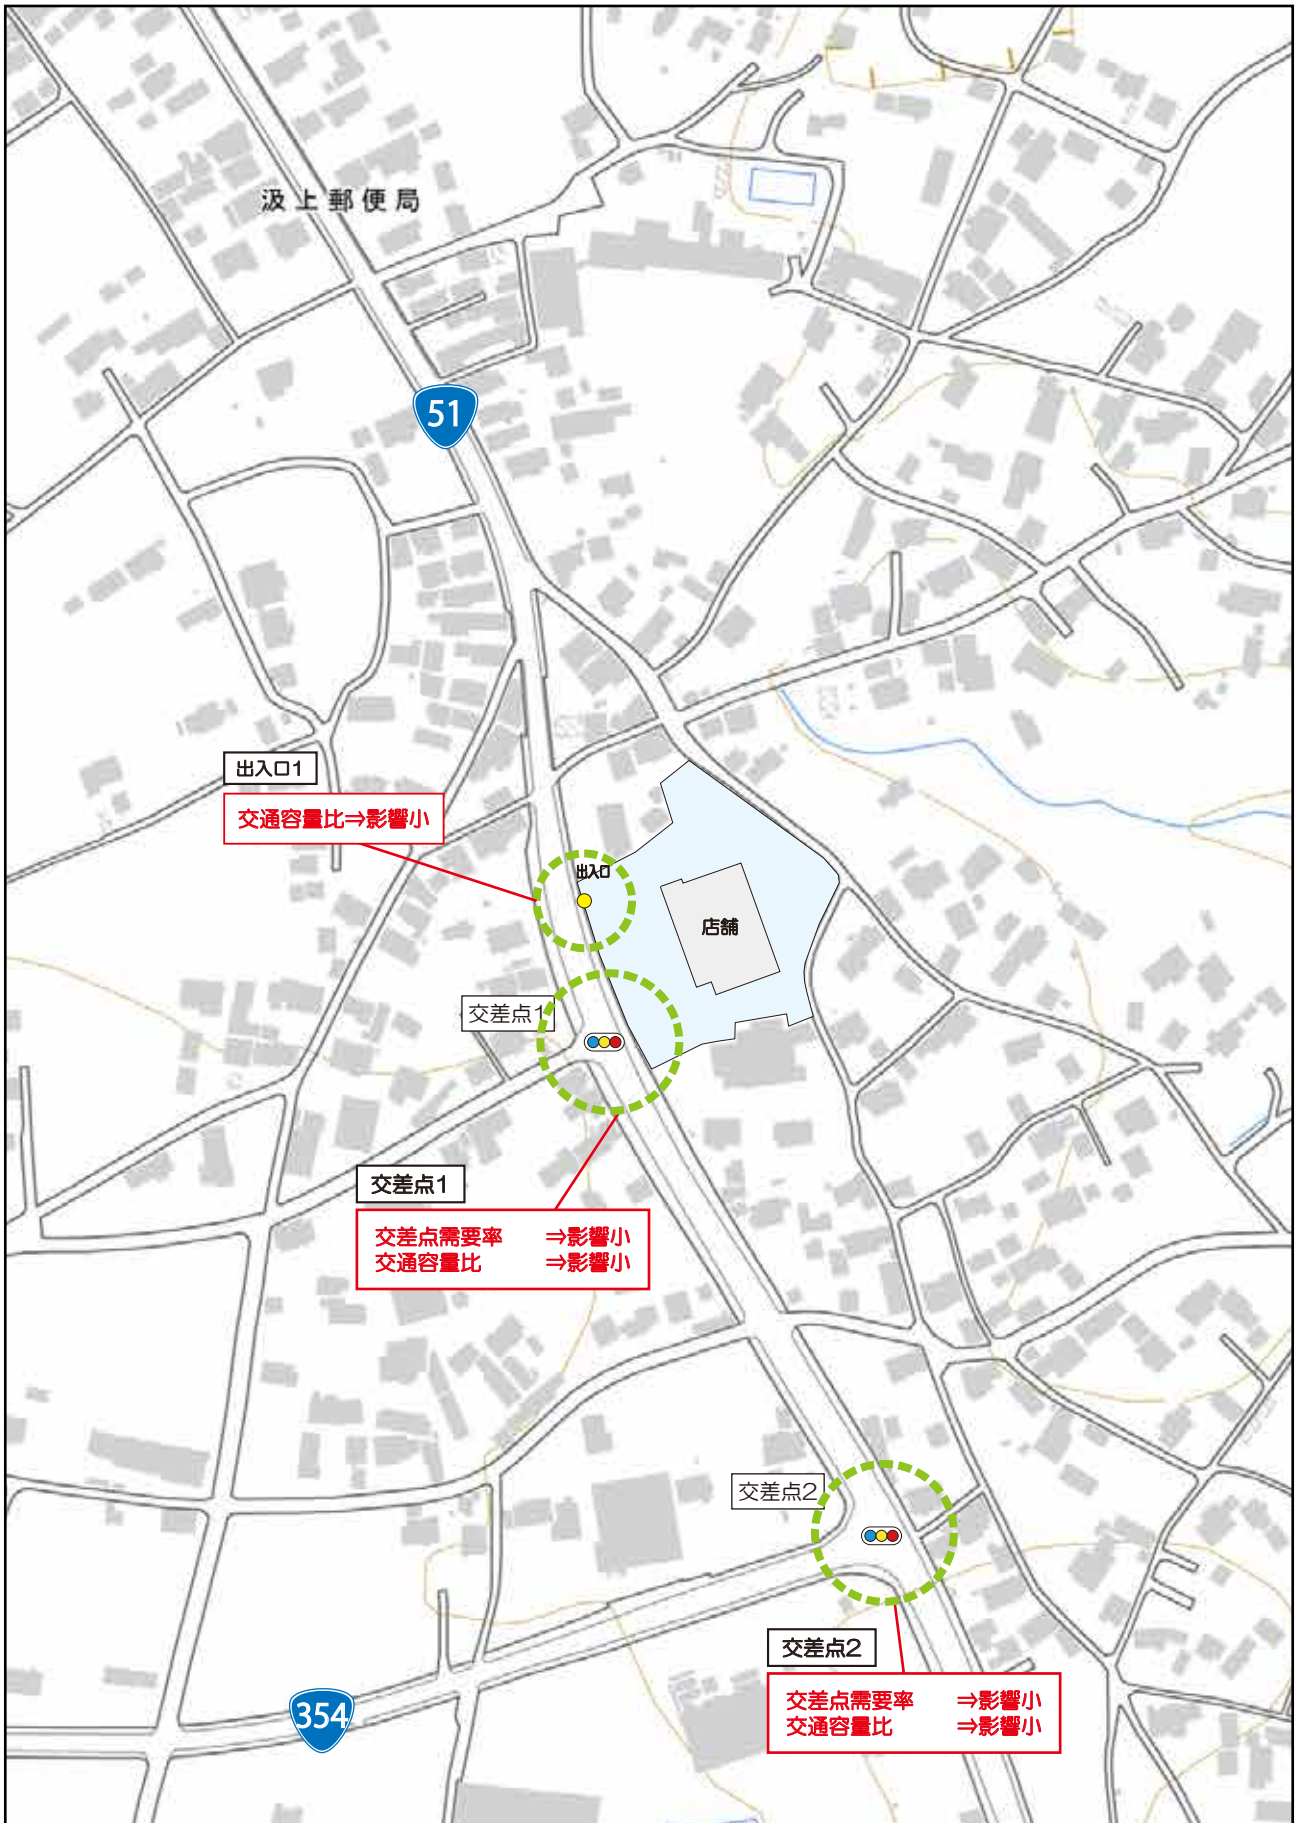 汲上郵便局
51
出入口1
交通容量比⇒影響小
出入口
店舗
交差点1
交差点1
交差点需要率 ⇒影響小
交通容量比 ⇒影響小
交差点2
交差点2
交差点需要率 ⇒影響小
交通容量比 ⇒影響小
354